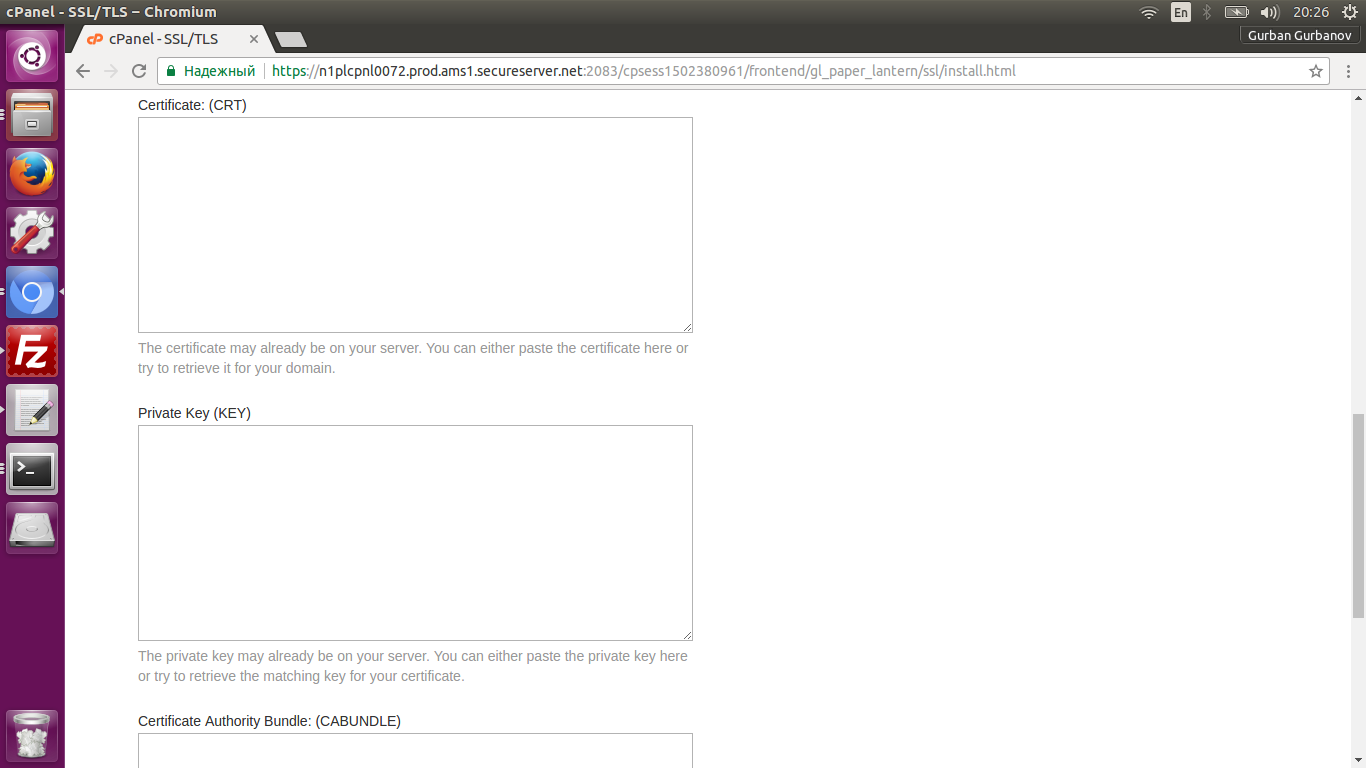 cPanel - SSL/TLS – Chromium
En
20:26
cPanel - SSL/TLS
Gurban Gurbanov
Надежный
https://n1plcpnl0072.prod.ams1.secureserver.net:2083/cpsess1502380961/frontend/gl_paper_lantern/ssl/install.html
Certificate: (CRT)
The certificate may already be on your server. You can either paste the certificate here or
try to retrieve it for your domain.
Private Key (KEY)
The private key may already be on your server. You can either paste the private key here
or try to retrieve the matching key for your certificate.
Certificate Authority Bundle: (CABUNDLE)